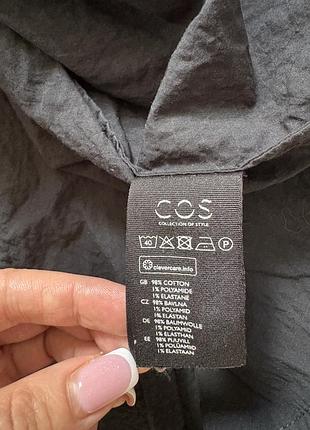 COS
COLLECTION OF STYLE
40
P
clevercare.info
GB 98% COTTON
1% POLYAMIDE
1% ELASTANE
CZ 98% BAVLNA
1% POLYAMID
1% ELASTAN
DE 98% BAUMWOLLE
1% POLYAMID
1% ELASTHAN
EE 98% PUUVILL
1% POLÜAMIID
1% ELASTAAN